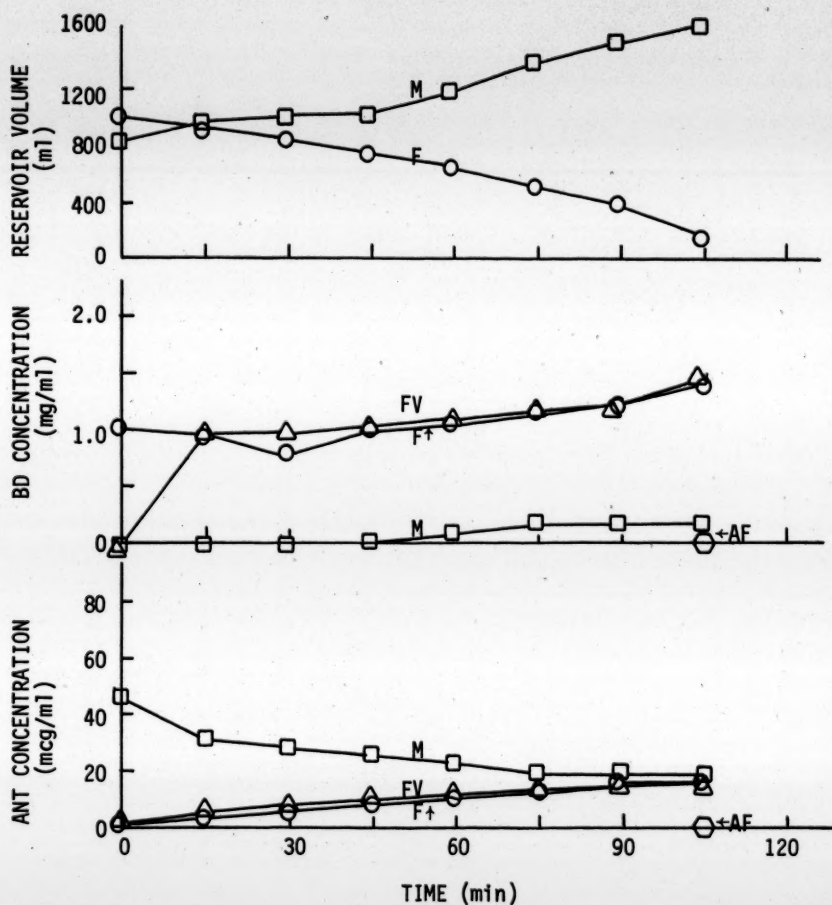 RESERVOIR VOLUME
(ml)
1600
1200
800
400
0
M
F
BD CONCENTRATION
(mg/ml)
2.0
1.0
0
FV
F↑
M
←AF
ANT CONCENTRATION
(mcg/ml)
80
60
40
20
0
M
FV
F↑
←AF
0
30
60
90
120
TIME (min)